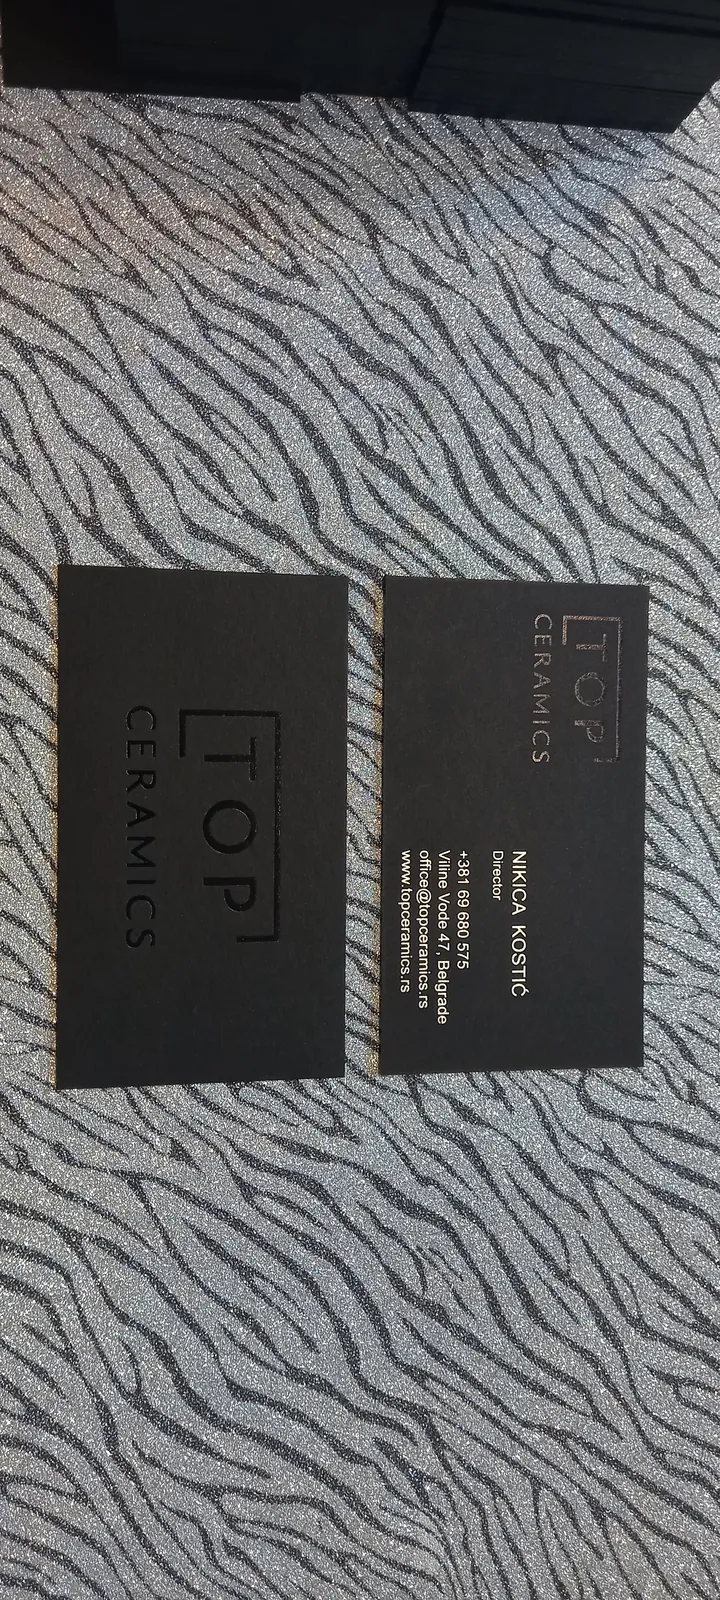 TOP
CERAMICS
TOP
CERAMICS
NIKICA KOSTIĆ
Director
+381 69 680 575
Viline Vode 47, Belgrade
office@topceramics.rs
www.topceramics.rs